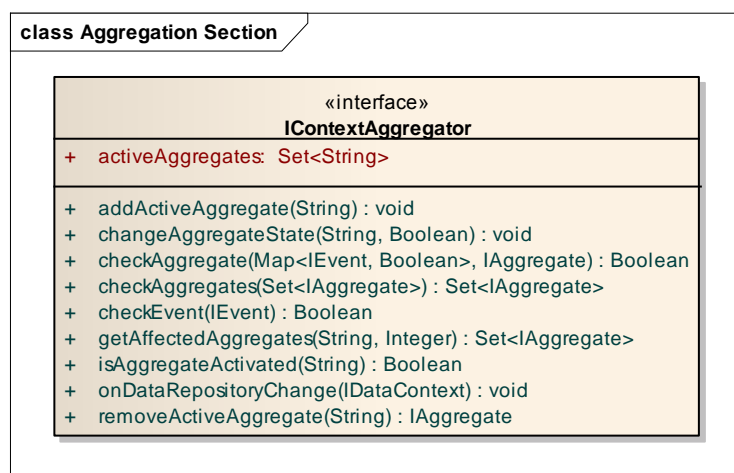 class Aggregation Section
«interface»
IContextAggregator
+ activeAggregates: Set<String>
+ addActiveAggregate(String) : void
+ changeAggregateState(String, Boolean) : void
+ checkAggregate(Map<IEvent, Boolean>, IAggregate) : Boolean
+ checkAggregates(Set<IAggregate>) : Set<IAggregate>
+ checkEvent(IEvent) : Boolean
+ getAffectedAggregates(String, Integer) : Set<IAggregate>
+ isAggregateActivated(String) : Boolean
+ onDataRepositoryChange(IDataContext) : void
+ removeActiveAggregate(String) : IAggregate